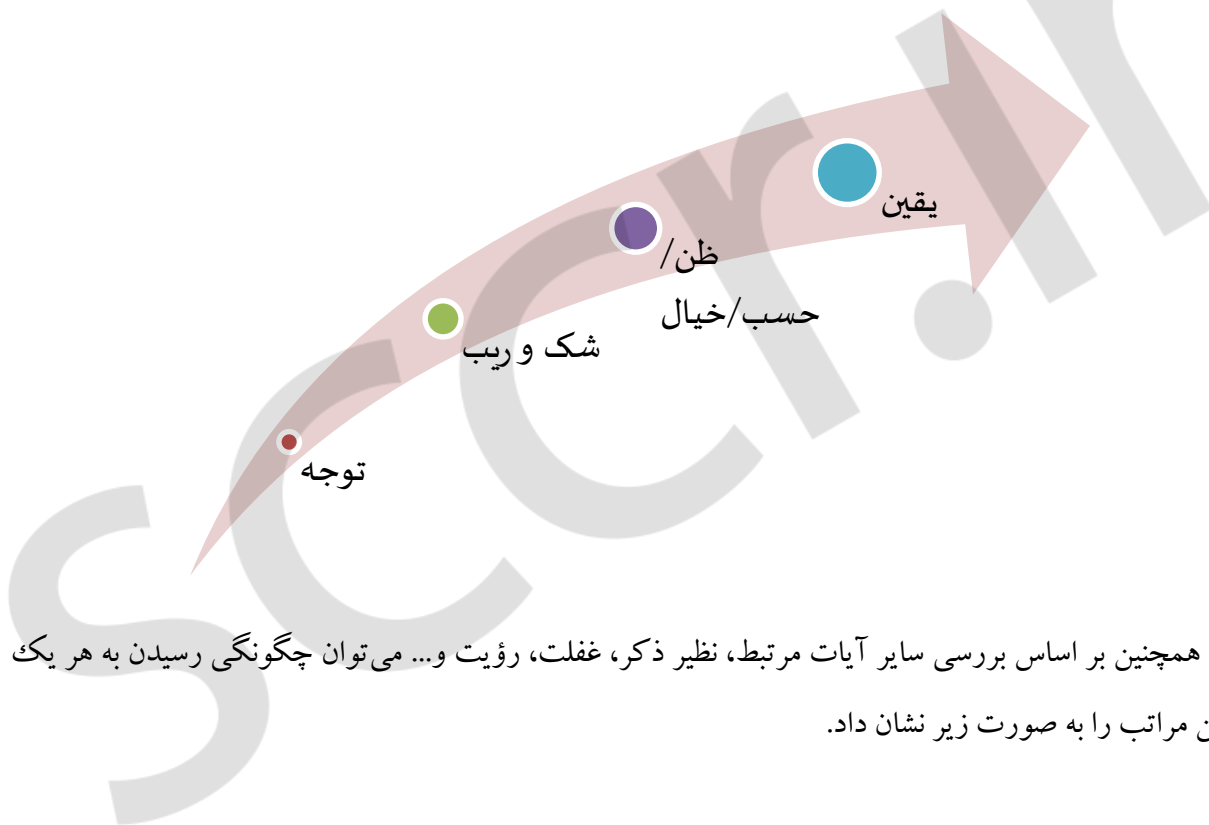 یقین
ظن/
حسب/خیال
شک و ریب
توجه
همچنین بر اساس بررسی سایر آیات مرتبط، نظیر ذکر، غفلت، رؤیت و... می‌توان چگونگی رسیدن به هر یک
ن مراتب را به صورت زیر نشان داد.
sccr.ir